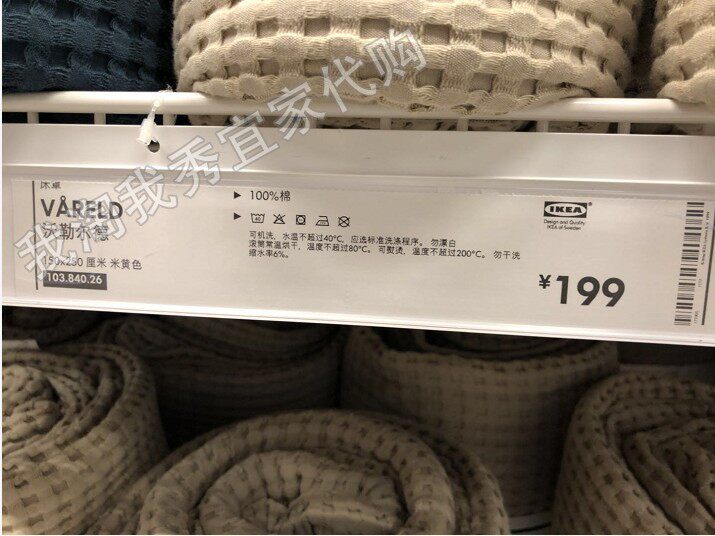 床罩
VÅRELD
沃勒尔德
150x250 厘米 米黄色
103.840.26
100%棉
可机洗，水温不超过40°C，应选标准洗涤程序。勿漂白
滚筒常温烘干，温度不超过80°C。可熨烫，温度不超过200°C。勿干洗
缩水率6%。
IKEA
Design and Quality
IKEA of Sweden
¥199
我淘我秀宜家代购